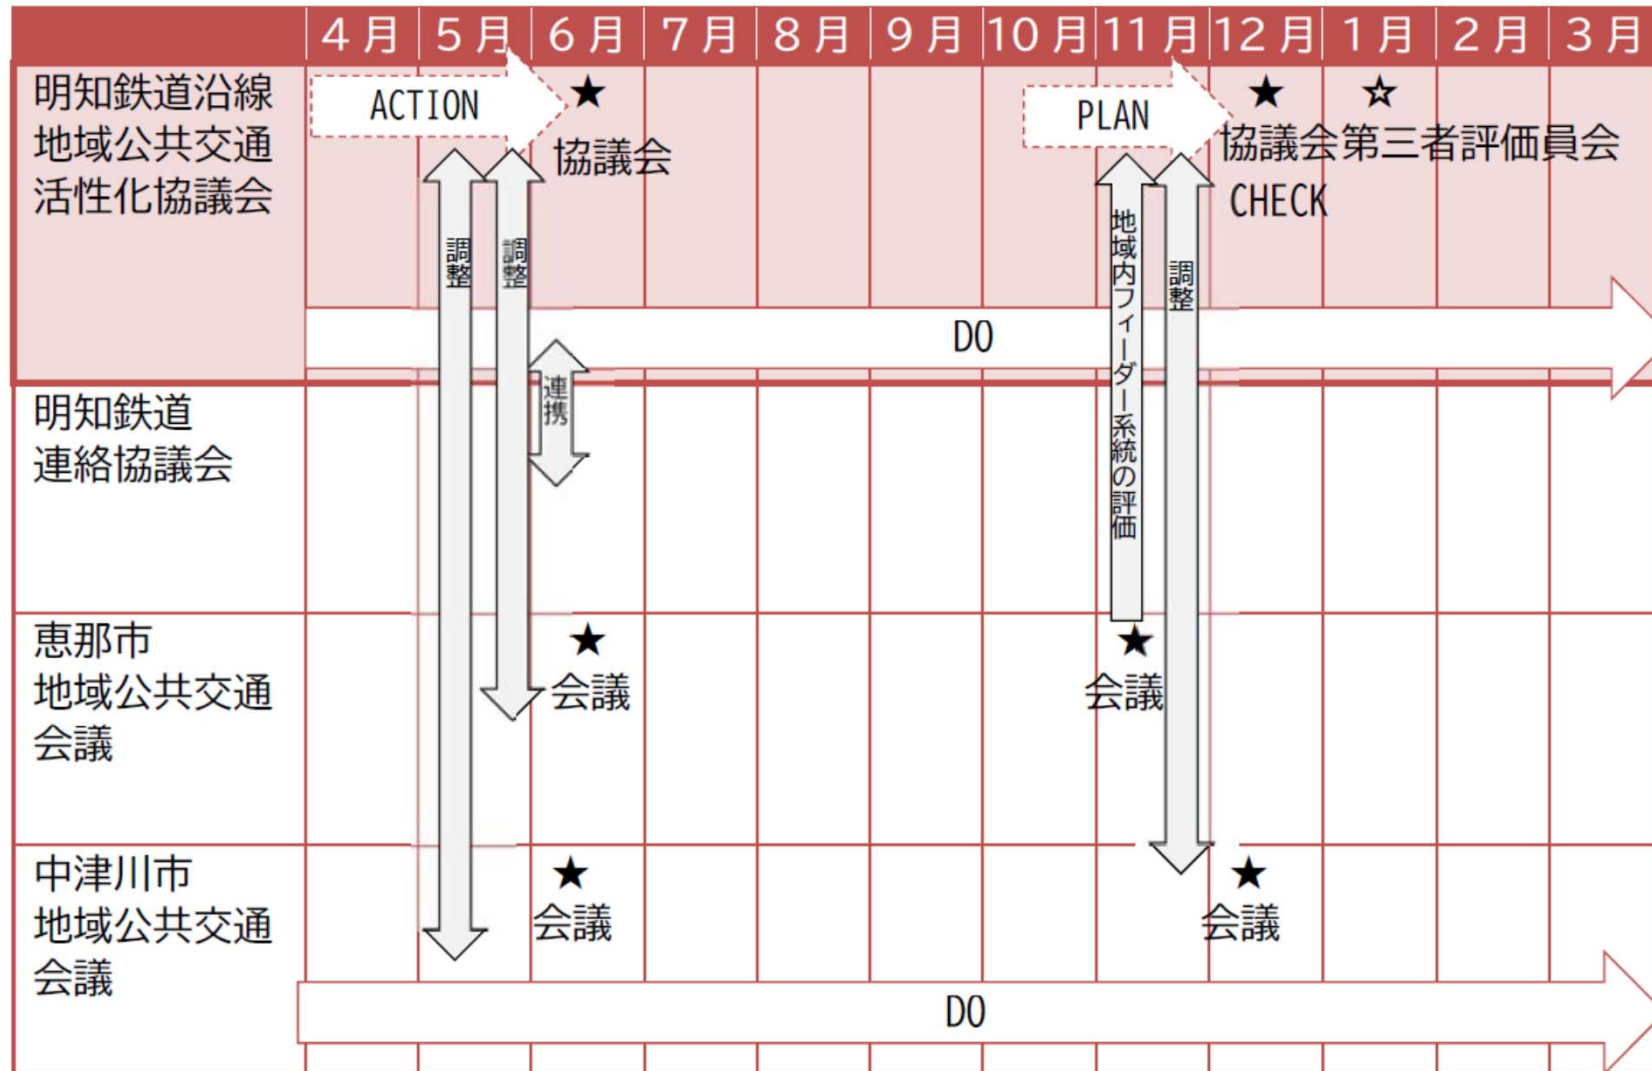 4月 5月 6月 7月 8月 9月 10月 11月 12月 1月 2月 3月
明知鉄道沿線
地域公共交通
活性化協議会
ACTION
★
協議会
PLAN
★ ☆
協議会第三者評価員会
CHECK
調整
調整
地域内フィーダー系統の評価
調整
DO
連携
明知鉄道
連絡協議会
恵那市
地域公共交通
会議
★
会議
★
会議
中津川市
地域公共交通
会議
★
会議
★
会議
DO